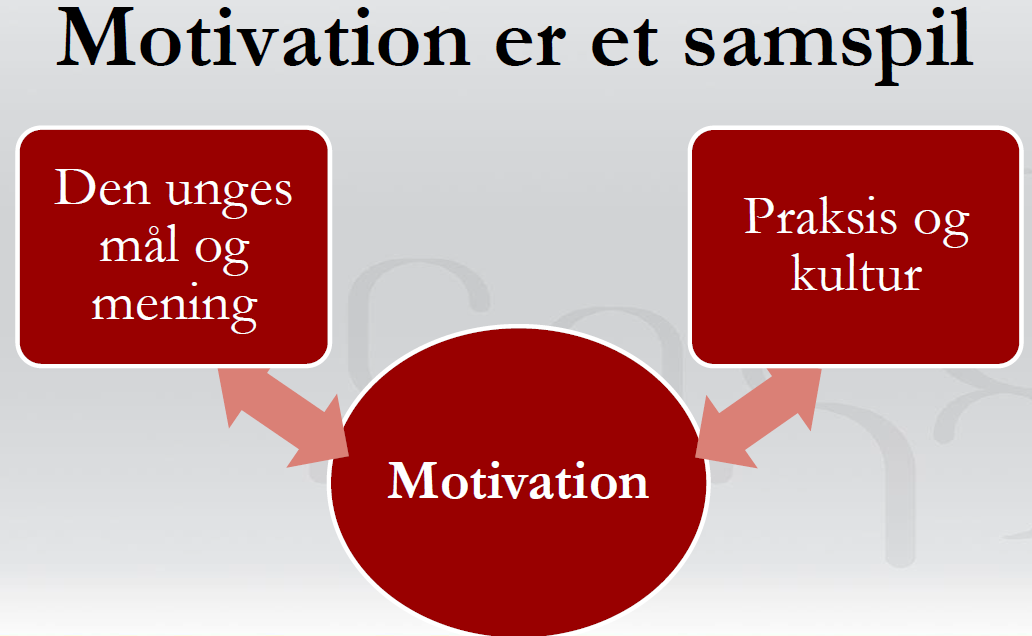 Motivation er et samspil
Den unges
mål og
mening
Praksis og
kultur
Motivation